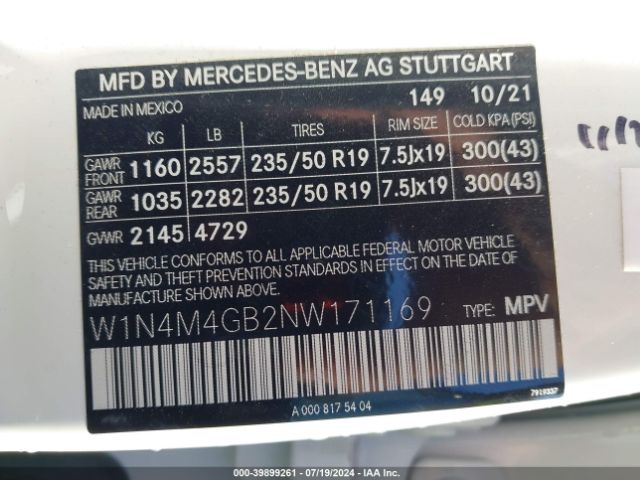 MFD BY MERCEDES-BENZ AG STUTTGART
MADE IN MEXICO 149 10/21
KG LB TIRES RIM SIZE COLD KPA(PSI)
GAWR FRONT 1160 2557 235/50 R19 7.5Jx19 300(43)
GAWR REAR 1035 2282 235/50 R19 7.5Jx19 300(43)
GVWR 2145 4729
THIS VEHICLE CONFORMS TO ALL APPLICABLE FEDERAL MOTOR VEHICLE
SAFETY AND THEFT PREVENTION STANDARDS IN EFFECT ON THE DATE OF
MANUFACTURE SHOWN ABOVE.
W1N4M4GB2NW171169 TYPE: MPV
A 000 817 54 04 7919337
000-39899261 - 07/19/2024 - IAA Inc.